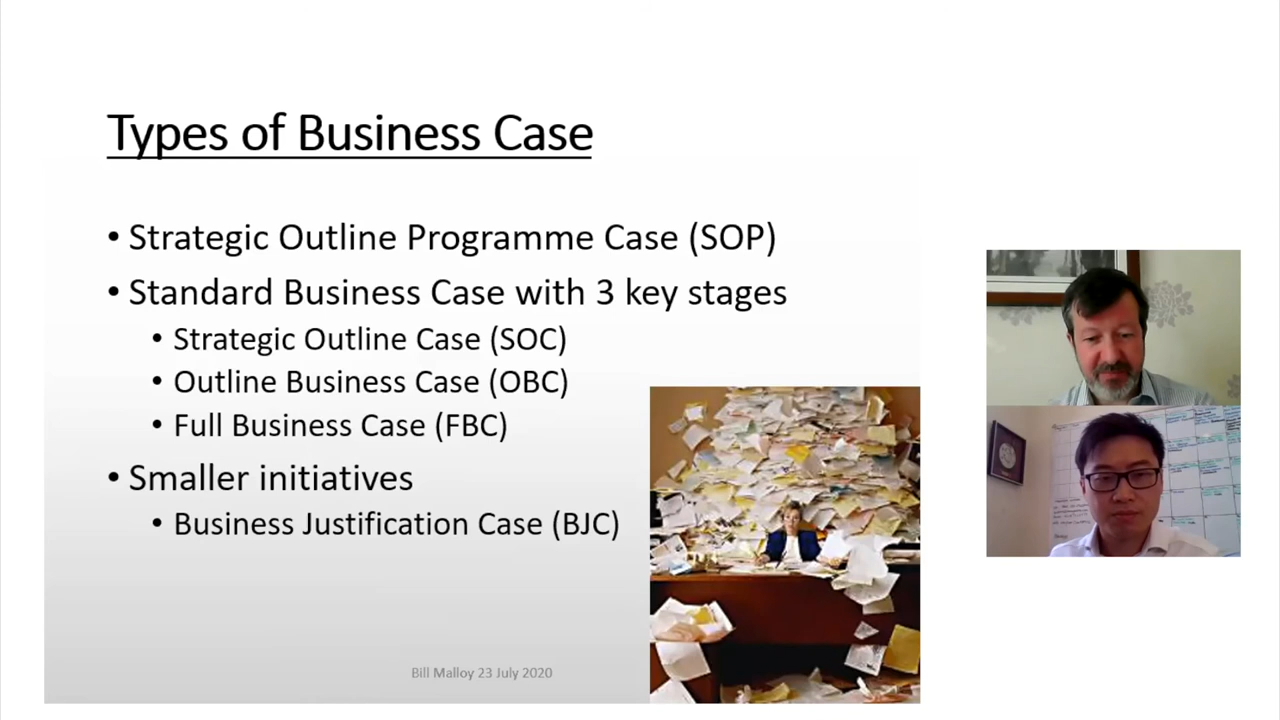 Types of Business Case
• Strategic Outline Programme Case (SOP)
• Standard Business Case with 3 key stages
• Strategic Outline Case (SOC)
• Outline Business Case (OBC)
• Full Business Case (FBC)
• Smaller initiatives
• Business Justification Case (BJC)
Bill Malloy 23 July 2020